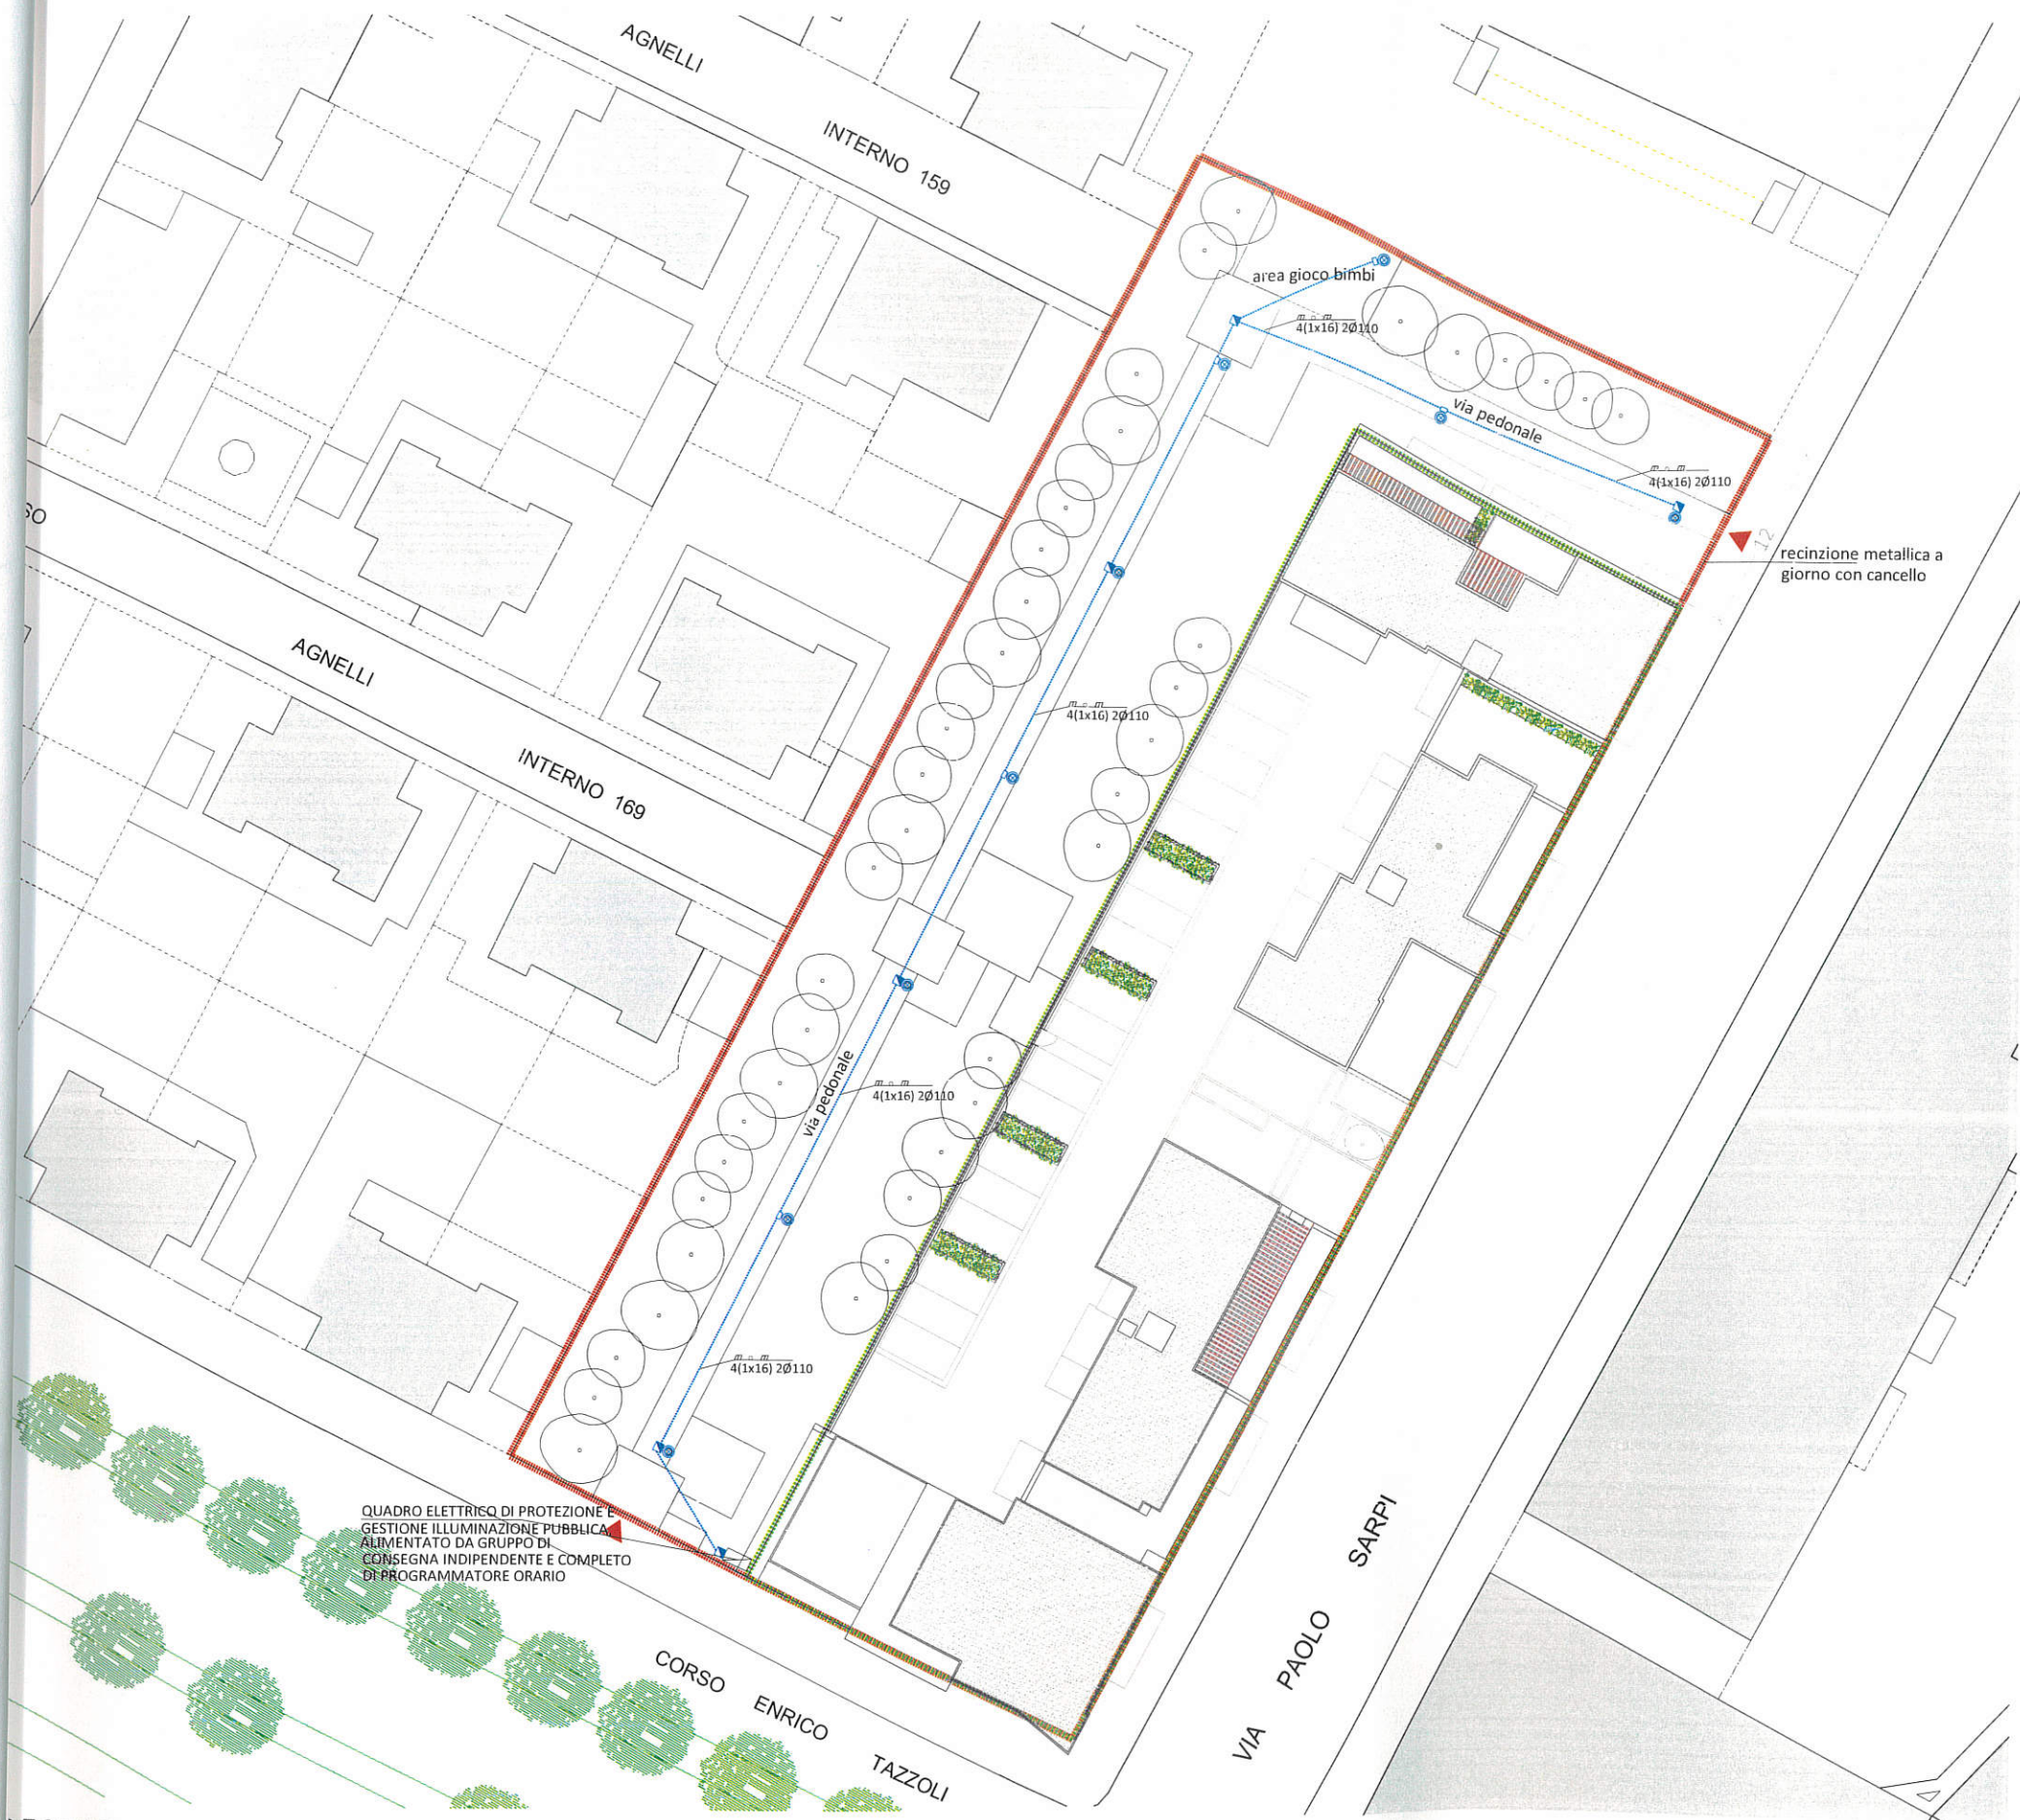 AGNELLI
INTERNO 159
area gioco bimbi
4(1x16) 2Ø110
via pedonale
4(1x16) 2Ø110
12
recinzione metallica a
giorno con cancello
AGNELLI
INTERNO 169
4(1x16) 2Ø110
via pedonale
4(1x16) 2Ø110
4(1x16) 2Ø110
QUADRO ELETTRICO DI PROTEZIONE E
GESTIONE ILLUMINAZIONE PUBBLICA,
ALIMENTATO DA GRUPPO DI
CONSEGNA INDIPENDENTE E COMPLETO
DI PROGRAMMATORE ORARIO
CORSO ENRICO TAZZOLI
VIA PAOLO SARPI